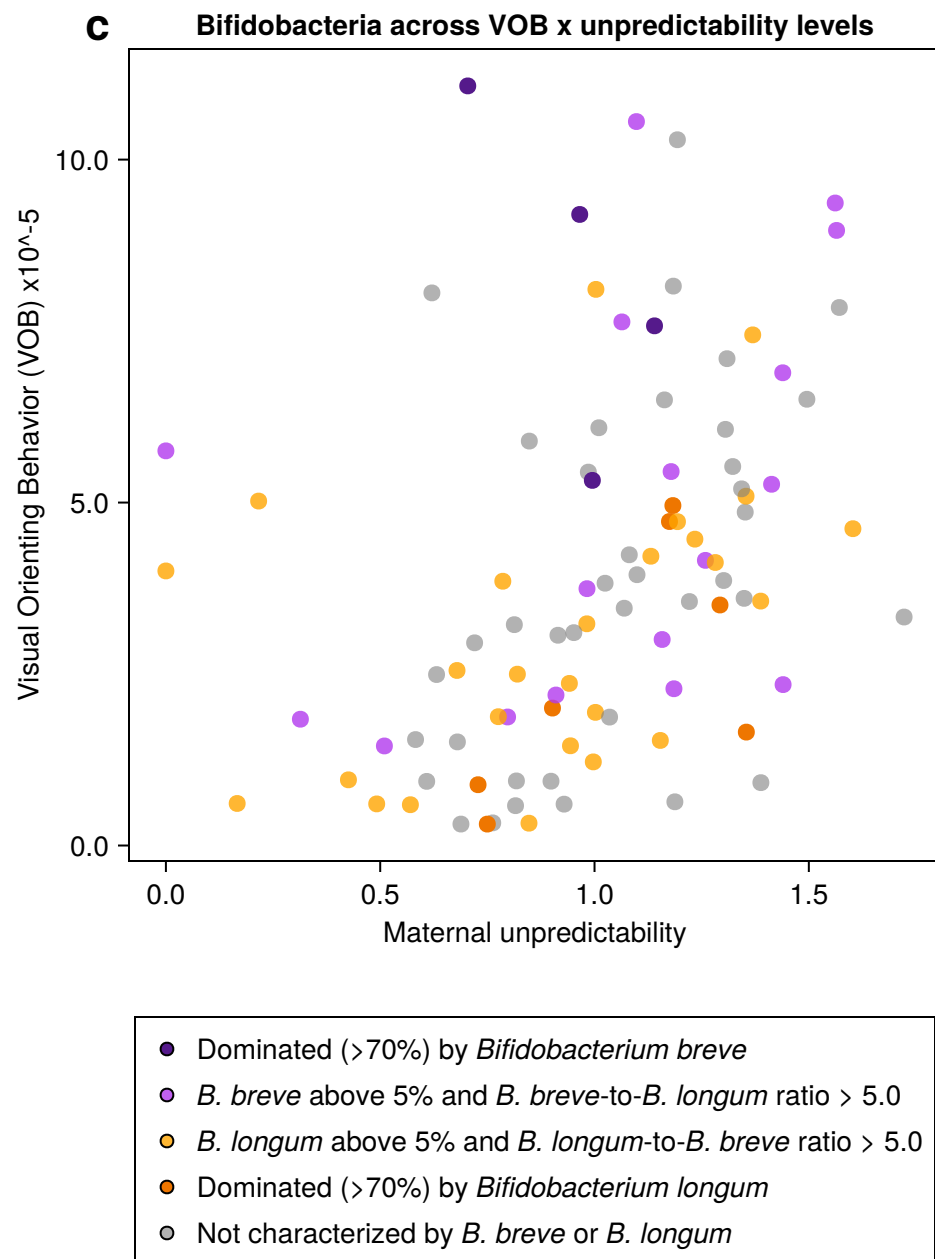 c Bifidobacteria across VOB x unpredictability levels
10.0
5.0
0.0
Visual Orienting Behavior (VOB) x10^-5
0.0 0.5 1.0 1.5
Maternal unpredictability
Dominated (>70%) by Bifidobacterium breve
B. breve above 5% and B. breve-to-B. longum ratio > 5.0
B. longum above 5% and B. longum-to-B. breve ratio > 5.0
Dominated (>70%) by Bifidobacterium longum
Not characterized by B. breve or B. longum